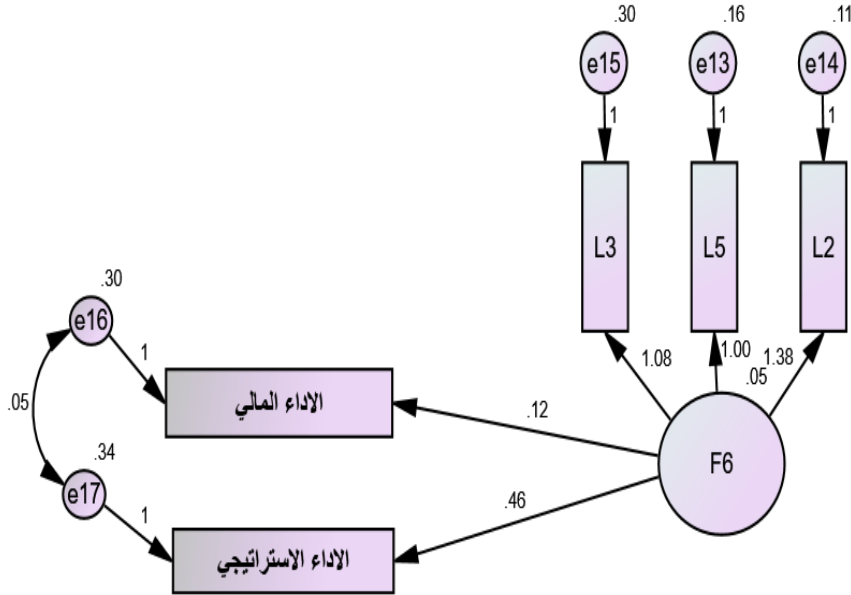 .30
.16
.11
e15
e13
e14
1
1
1
L3
L5
L2
.30
e16
1
1.08
1.00
1.38
.05
الاداء المالي
.12
.05
F6
.34
e17
.46
1
الاداء الاستراتيجي